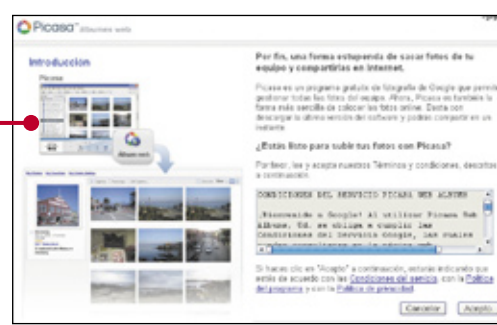 Picasa™ Álbumes web
Introducción
Picasa
Álbum web
Por fin, una forma estupenda de sacar fotos de tu
equipo y compartirlas en Internet.
Picasa es un programa gratuito de fotografía de Google que permite
gestionar todas las fotos del equipo. Ahora, Picasa es también la
forma más sencilla de colocar las fotos online. Basta con
descargar la última versión del software y podrás compartir en un
instante
¿Estás listo para subir tus fotos con Picasa?
Por favor, lee y acepta nuestros Términos y condiciones, descritos
a continuación
CONDICIONES DEL SERVICIO PICASA WEB ALBUMS
¡Bienvenido a Google! Al utilizar Picasa Web
Albums, Ud. se obliga a cumplir las
Condiciones del Servicio Google, las cuales
Si haces clic en "Acepto" a continuación, estarás indicando que
estás de acuerdo con las Condiciones del servicio, con la Política
del programa y con la Política de privacidad.
Cancelar Acepto